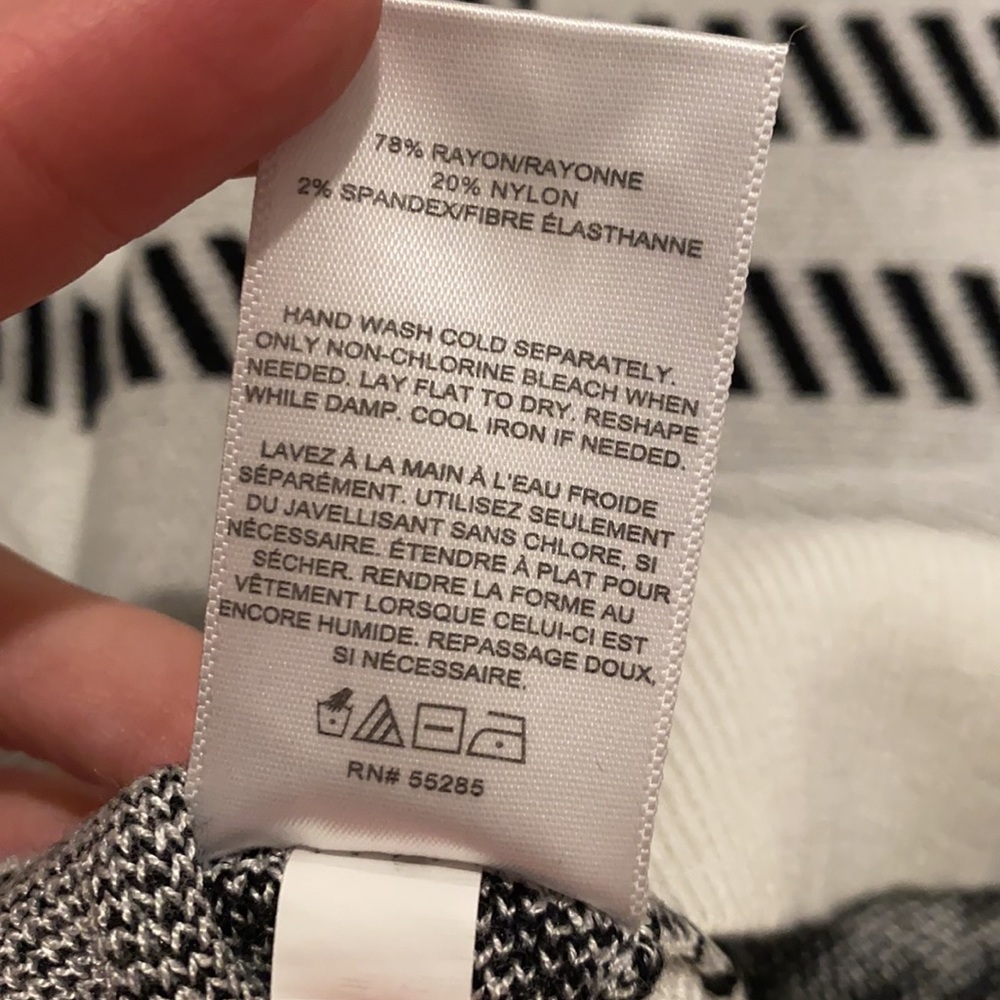 78% RAYON/RAYONNE
20% NYLON
2% SPANDEX/FIBRE ÉLASTHANNE
HAND WASH COLD SEPARATELY.
ONLY NON-CHLORINE BLEACH WHEN
NEEDED. LAY FLAT TO DRY. RESHAPE
WHILE DAMP. COOL IRON IF NEEDED.
LAVEZ À LA MAIN À L'EAU FROIDE
SÉPARÉMENT. UTILISEZ SEULEMENT
DU JAVELLISANT SANS CHLORE, SI
NÉCESSAIRE. ÉTENDRE À PLAT POUR
SÉCHER. RENDRE LA FORME AU
VÊTEMENT LORSQUE CELUI-CI EST
ENCORE HUMIDE. REPASSAGE DOUX,
SI NÉCESSAIRE.
RN# 55285